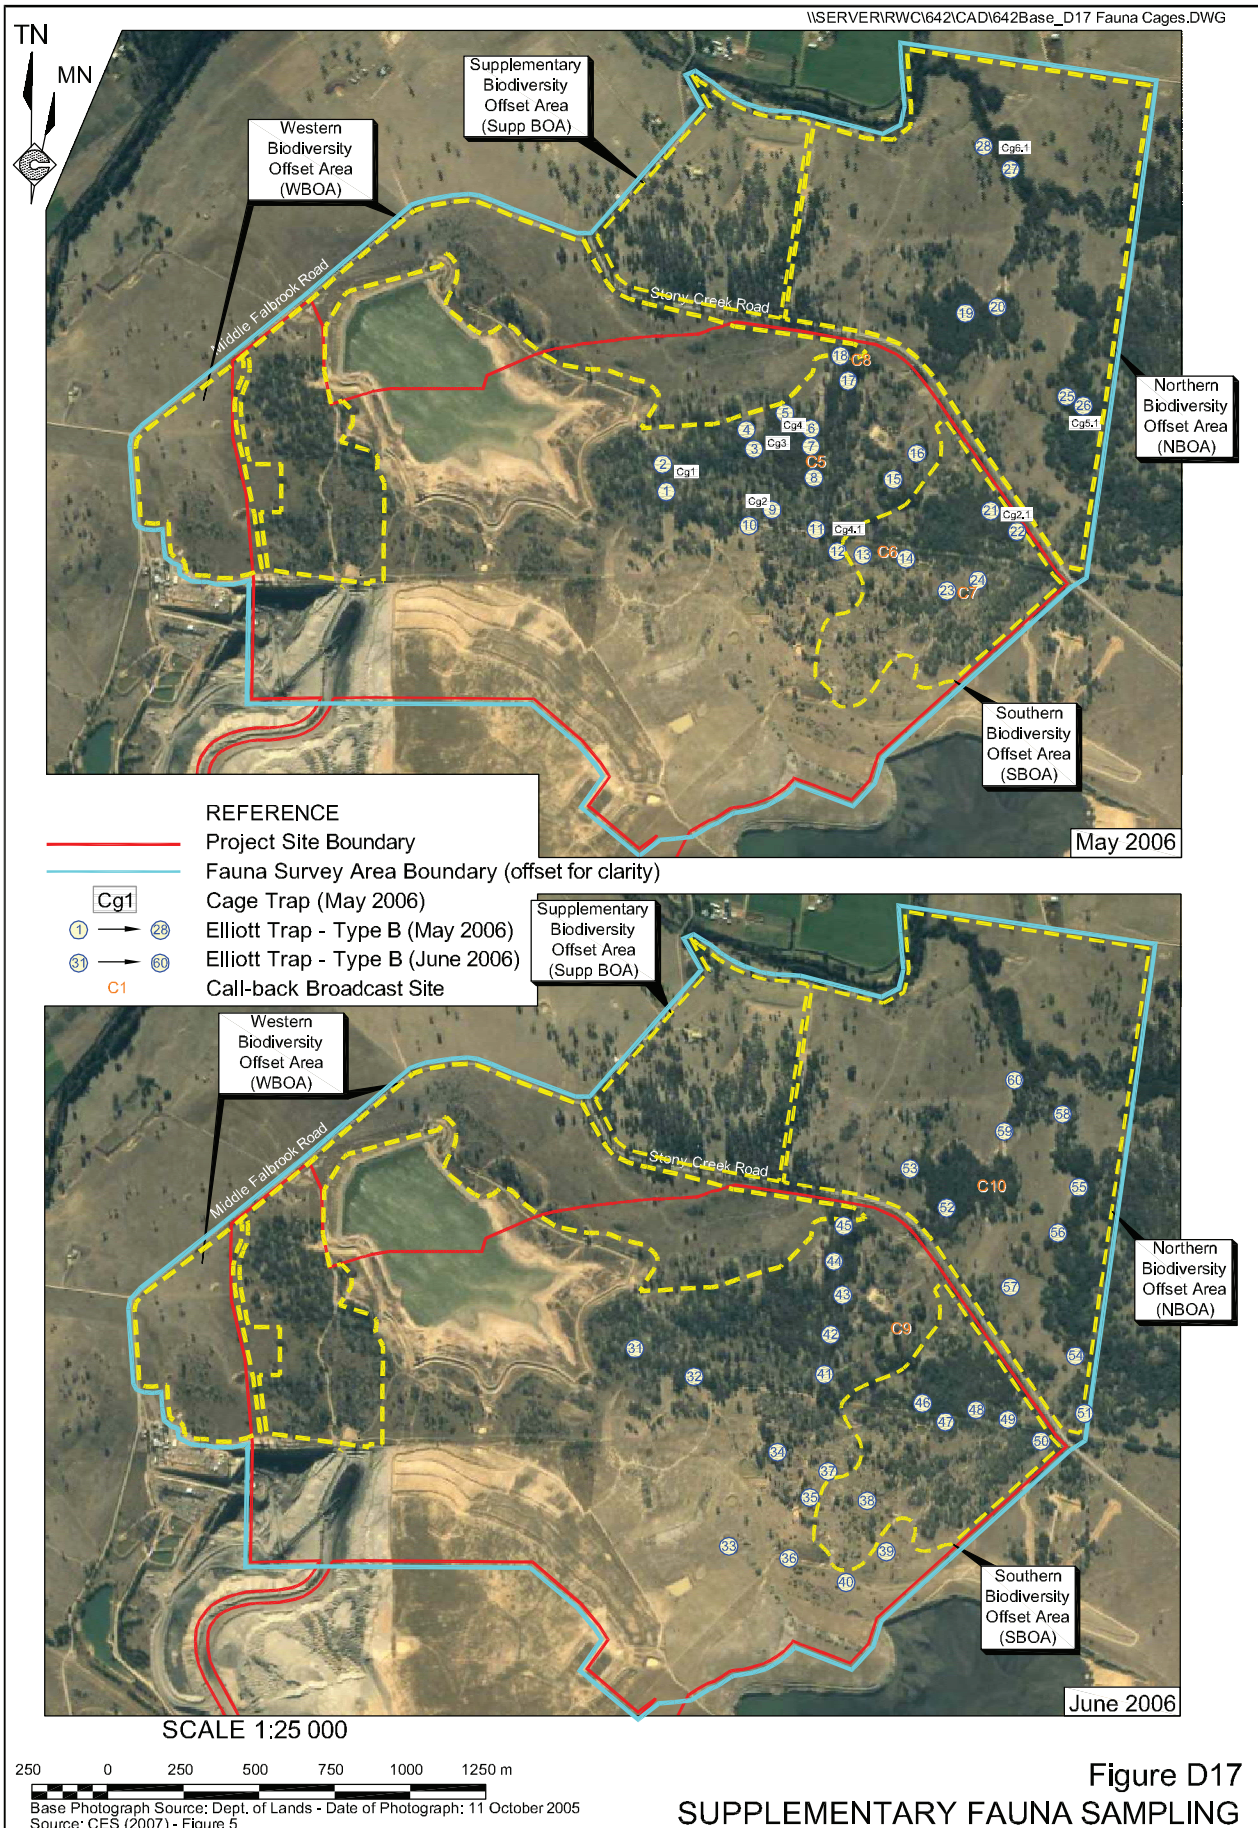 \\SERVER\RWC\642\CAD\642Base_D17 Fauna Cages.DWG
TN
MN
Supplementary
Biodiversity
Offset Area
(Supp BOA)
Western
Biodiversity
Offset Area
(WBOA)
Middle Falbrook Road
Stony Creek Road
28
Cg6.1
27
19
20
18
C8
17
25
26
Cg5.1
Northern
Biodiversity
Offset Area
(NBOA)
5
Cg4
4
6
3
Cg3
7
C5
8
2
Cg1
1
16
15
Cg2
9
10
11
Cg4.1
12
13
C6
14
21
Cg2.1
22
23
24
C7
Southern
Biodiversity
Offset Area
(SBOA)
May 2006
REFERENCE
Project Site Boundary
Fauna Survey Area Boundary (offset for clarity)
Cg1 Cage Trap (May 2006)
1 28 Elliott Trap - Type B (May 2006)
31 60 Elliott Trap - Type B (June 2006)
C1 Call-back Broadcast Site
Supplementary
Biodiversity
Offset Area
(Supp BOA)
Western
Biodiversity
Offset Area
(WBOA)
Middle Falbrook Road
Stony Creek Road
60
58
59
53
C10
55
52
56
45
44
43
57
Northern
Biodiversity
Offset Area
(NBOA)
42
C9
31
32
41
54
46
47
48
49
51
50
34
37
35
38
33
36
39
40
Southern
Biodiversity
Offset Area
(SBOA)
June 2006
SCALE 1:25 000
250 0 250 500 750 1000 1250 m
Base Photograph Source: Dept. of Lands - Date of Photograph: 11 October 2005
Source: CES (2007) - Figure 5
Figure D17
SUPPLEMENTARY FAUNA SAMPLING